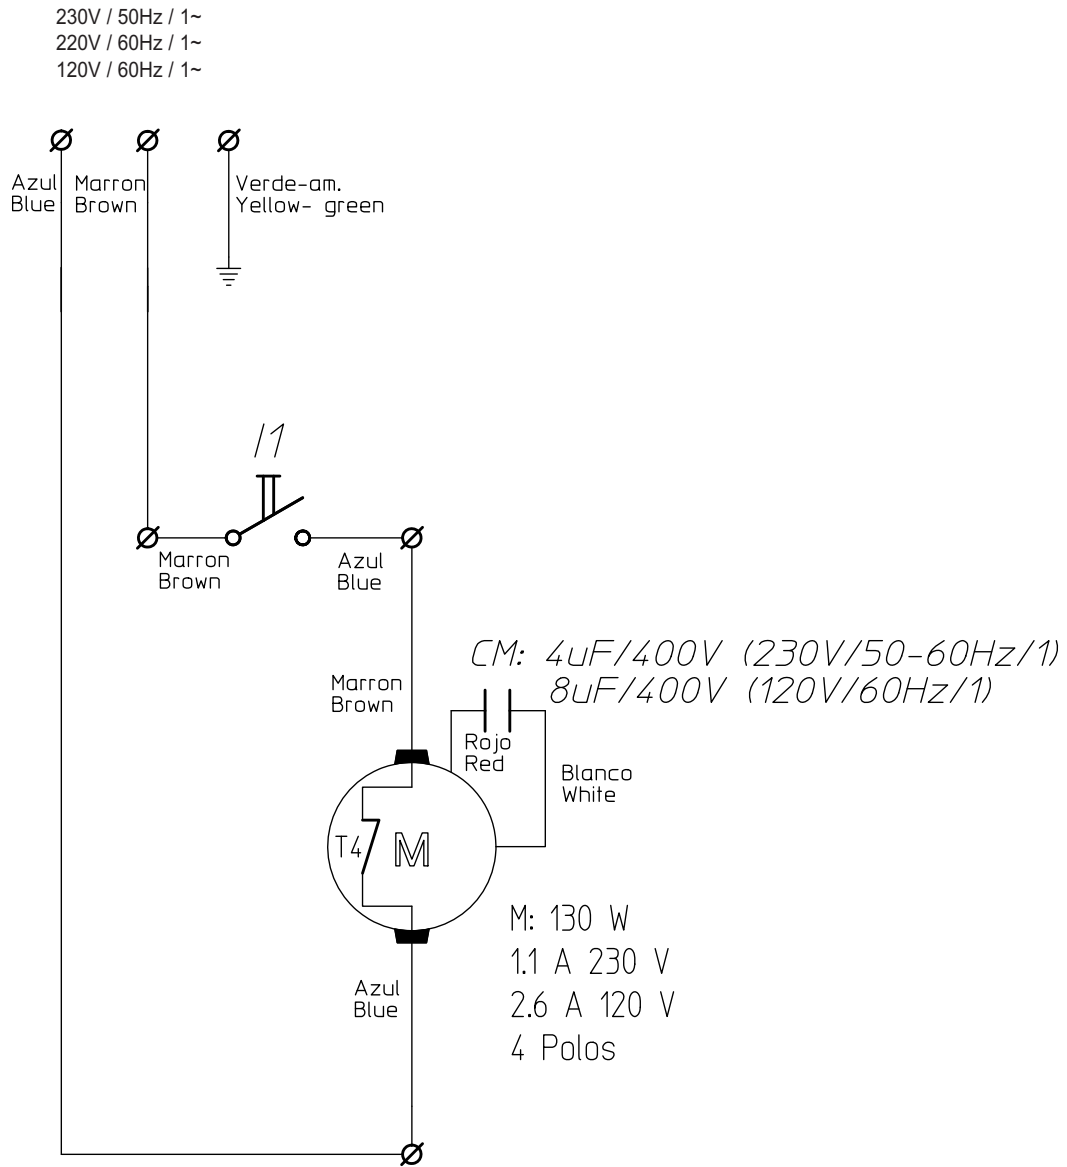 230V / 50Hz / 1~
220V / 60Hz / 1~
120V / 60Hz / 1~
Azul
Blue
Marron
Brown
Verde-am.
Yellow- green
I1
Marron
Brown
Azul
Blue
CM: 4uF/400V (230V/50-60Hz/1)
8uF/400V (120V/60Hz/1)
Marron
Brown
Rojo
Red
Blanco
White
T4
M
M: 130 W
1.1 A 230 V
2.6 A 120 V
4 Polos
Azul
Blue